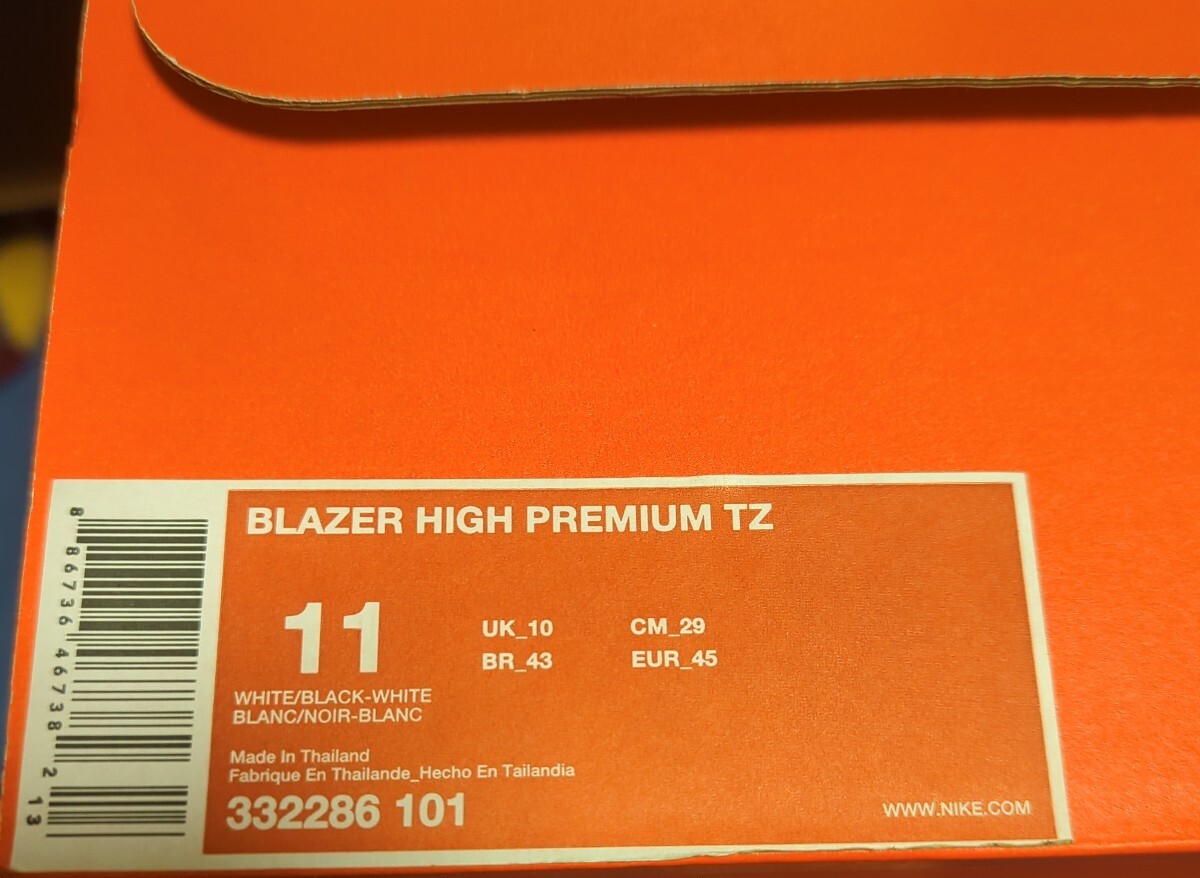 BLAZER HIGH PREMIUM TZ
11
UK_10 CM_29
BR_43 EUR_45
WHITE/BLACK-WHITE
BLANC/NOIR-BLANC
Made In Thailand
Fabrique En Thailande_Hecho En Tailandia
332286 101
WWW.NIKE.COM
8 86736 46738 2 13